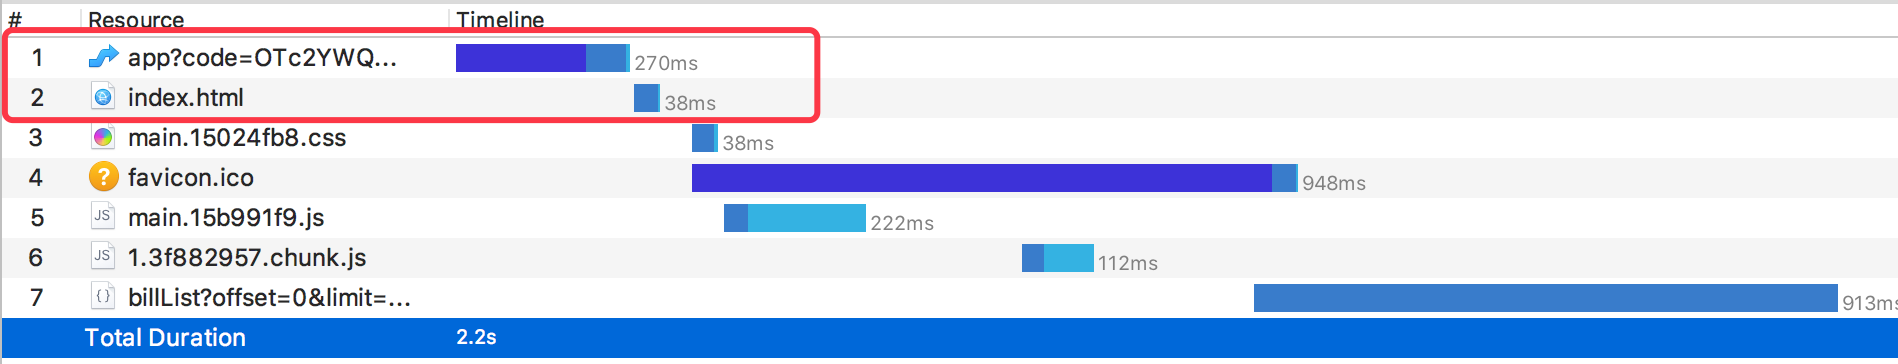 # Resource Timeline
1 app?code=OTc2YWQ... 270ms
2 index.html 38ms
3 main.15024fb8.css 38ms
4 ? favicon.ico 948ms
5 JS main.15b991f9.js 222ms
6 JS 1.3f882957.chunk.js 112ms
7 {} billList?offset=0&limit=... 913ms
Total Duration 2.2s